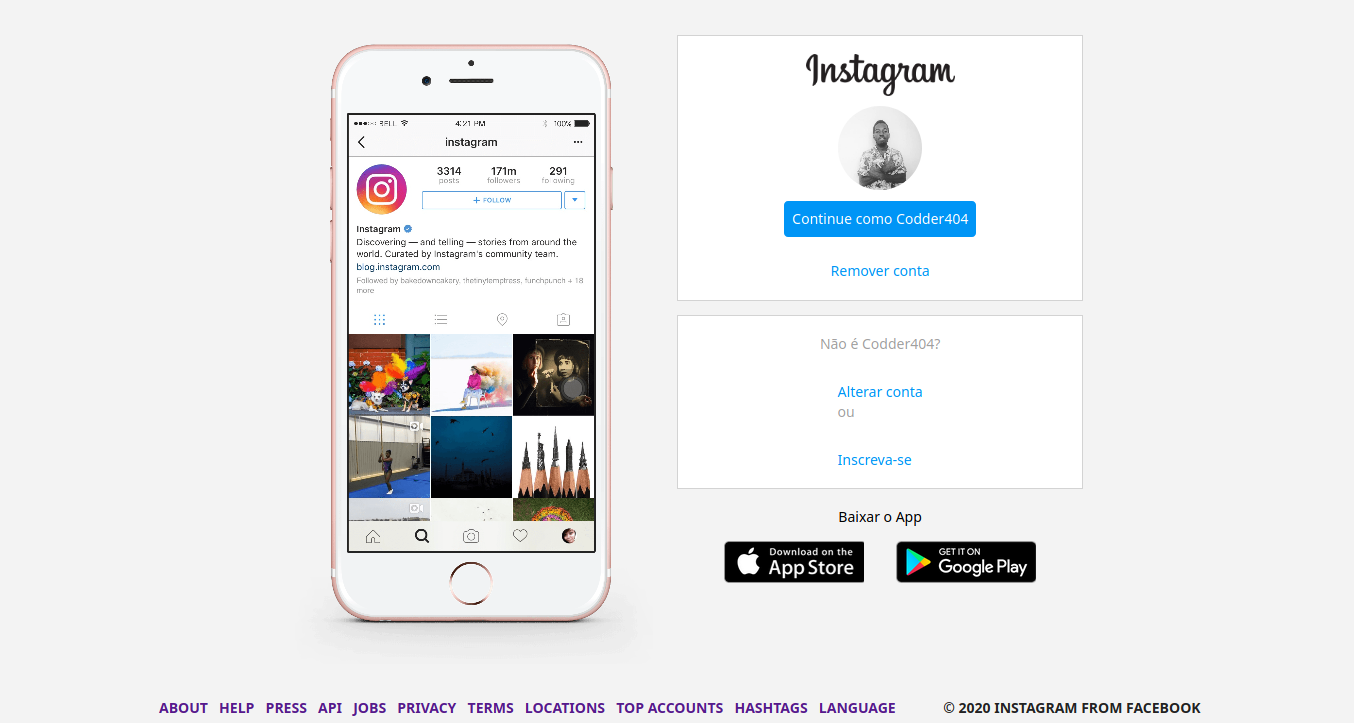 BELL
4:21 PM
100%
instagram
3314
171m
291
posts
followers
following
+ FOLLOW
Instagram
Discovering — and telling — stories from around the
world. Curated by Instagram's community team.
blog.instagram.com
Followed by bakedowncakery, thetinytemptress, funchpunch + 18
more
Instagram
Continue como Codder404
Remover conta
Não é Codder404?
Alterar conta
ou
Inscreva-se
Baixar o App
Download on the
App Store
GET IT ON
Google Play
ABOUT HELP PRESS API JOBS PRIVACY TERMS LOCATIONS TOP ACCOUNTS HASHTAGS LANGUAGE © 2020 INSTAGRAM FROM FACEBOOK